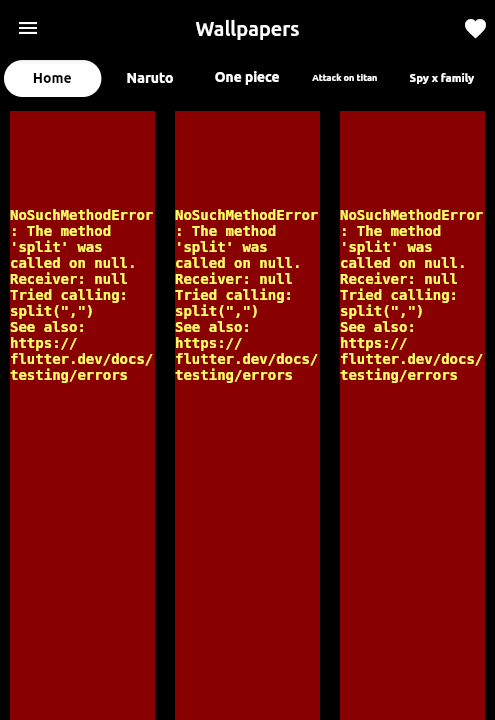 Wallpapers
Home Naruto One piece Attack on titan Spy x family
NoSuchMethodError
: The method
'split' was
called on null.
Receiver: null
Tried calling:
split(",")
See also:
https://
flutter.dev/docs/
testing/errors
NoSuchMethodError
: The method
'split' was
called on null.
Receiver: null
Tried calling:
split(",")
See also:
https://
flutter.dev/docs/
testing/errors
NoSuchMethodError
: The method
'split' was
called on null.
Receiver: null
Tried calling:
split(",")
See also:
https://
flutter.dev/docs/
testing/errors